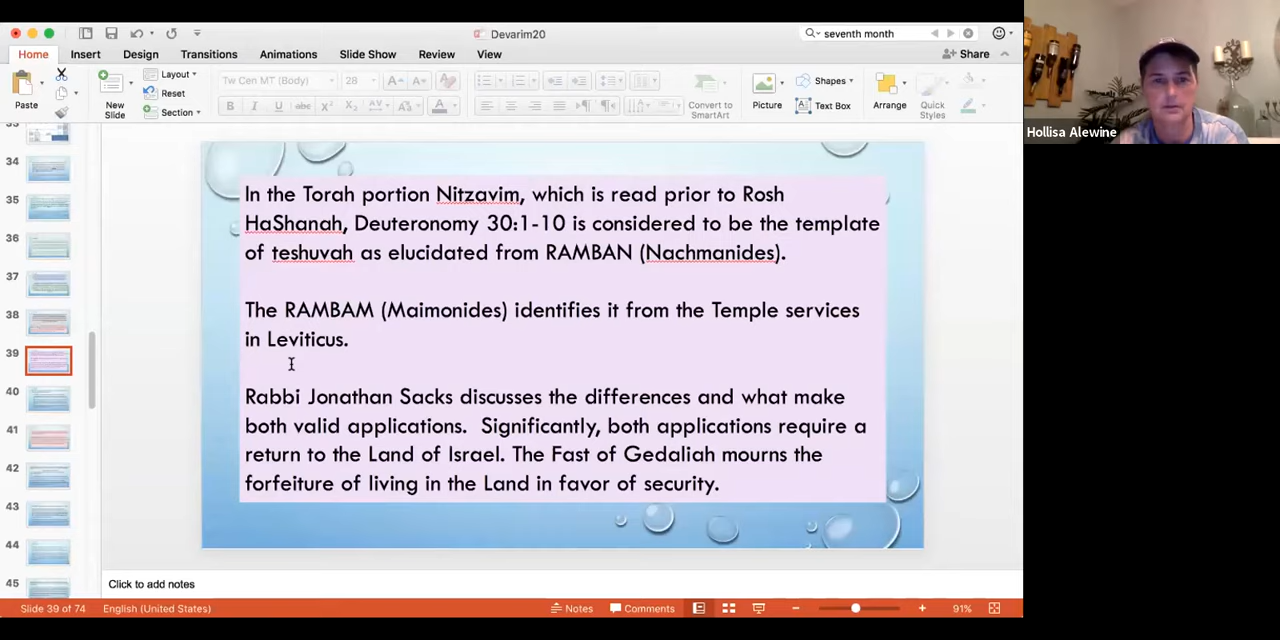 Devarim20
seventh month
Home Insert Design Transitions Animations Slide Show Review View
Share
Paste
New Slide
Layout
Reset
Section
Tw Cen MT (Body) 28
Convert to SmartArt
Picture
Shapes
Text Box
Arrange
Quick Styles
Hollisa Alewine
34
35
36
37
38
39
40
41
42
43
44
45
In the Torah portion Nitzavim, which is read prior to Rosh
HaShanah, Deuteronomy 30:1-10 is considered to be the template
of teshuvah as elucidated from RAMBAN (Nachmanides).
The RAMBAM (Maimonides) identifies it from the Temple services
in Leviticus.
Rabbi Jonathan Sacks discusses the differences and what make
both valid applications. Significantly, both applications require a
return to the Land of Israel. The Fast of Gedaliah mourns the
forfeiture of living in the Land in favor of security.
Click to add notes
Slide 39 of 74 English (United States) Notes Comments 91%